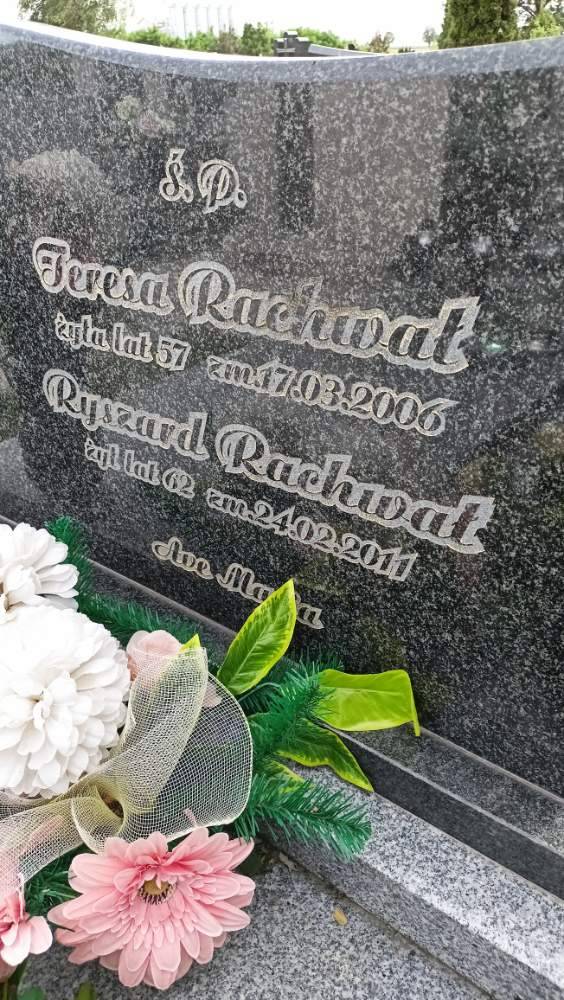 Ś.P.
Teresa Rachwał
żyła lat 57 zm.17.03.2006
Ryszard Rachwał
żył lat 62 zm.24.02.2011
Ave Maria